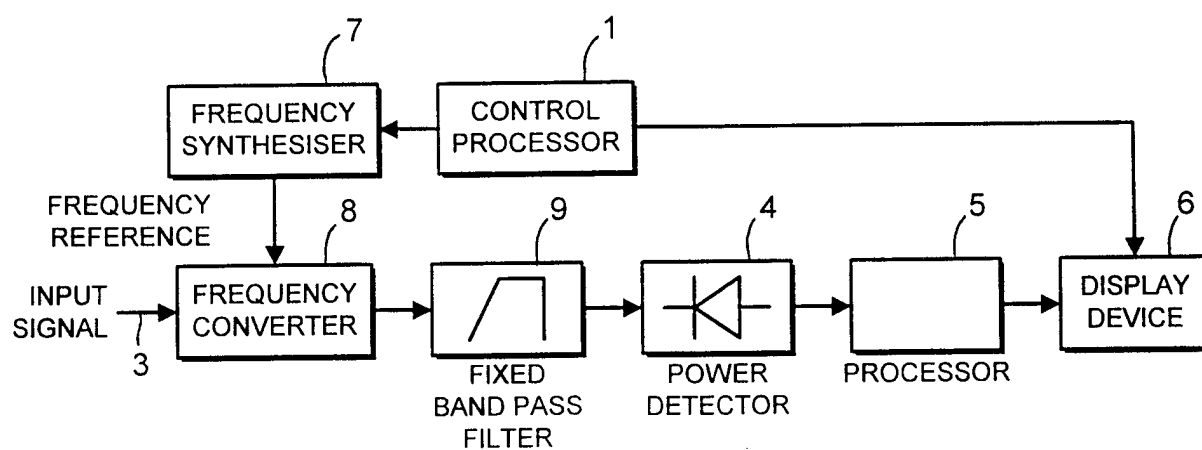 7
1
FREQUENCY
SYNTHESISER
CONTROL
PROCESSOR
FREQUENCY
REFERENCE
8
9
4
5
6
INPUT
SIGNAL
3
FREQUENCY
CONVERTER
DISPLAY
DEVICE
FIXED
BAND PASS
FILTER
POWER
DETECTOR
PROCESSOR